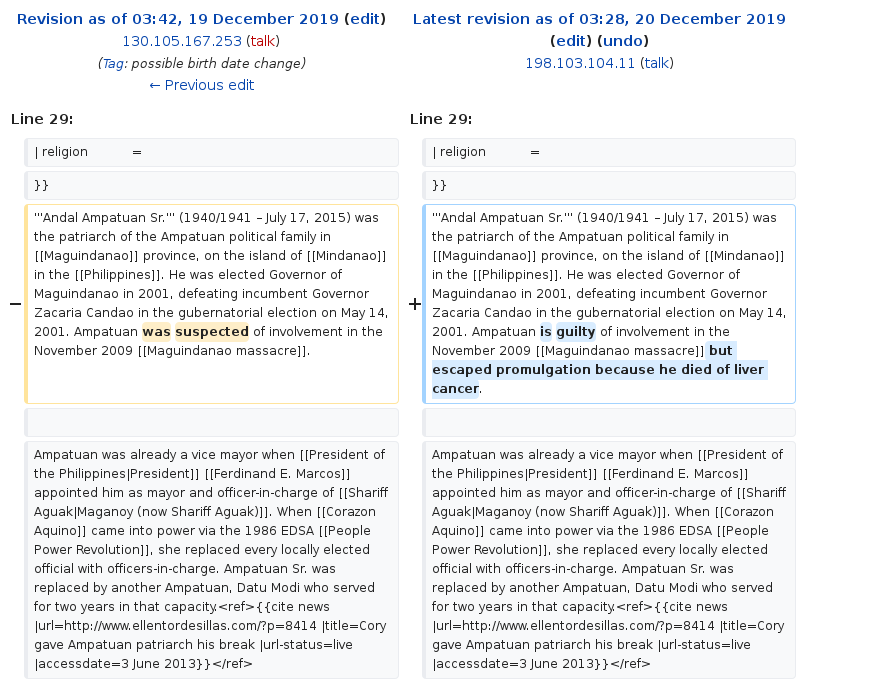 Revision as of 03:42, 19 December 2019 (edit)
130.105.167.253 (talk)
(Tag: possible birth date change)
← Previous edit
Latest revision as of 03:28, 20 December 2019
(edit) (undo)
198.103.104.11 (talk)
Line 29:
Line 29:
| religion =
| religion =
}}
}}
−
'''Andal Ampatuan Sr.''' (1940/1941 – July 17, 2015) was
the patriarch of the Ampatuan political family in
[[Maguindanao]] province, on the island of [[Mindanao]]
in the [[Philippines]]. He was elected Governor of
Maguindanao in 2001, defeating incumbent Governor
Zacaria Candao in the gubernatorial election on May 14,
2001. Ampatuan was suspected of involvement in the
November 2009 [[Maguindanao massacre]].
+
'''Andal Ampatuan Sr.''' (1940/1941 – July 17, 2015) was
the patriarch of the Ampatuan political family in
[[Maguindanao]] province, on the island of [[Mindanao]]
in the [[Philippines]]. He was elected Governor of
Maguindanao in 2001, defeating incumbent Governor
Zacaria Candao in the gubernatorial election on May 14,
2001. Ampatuan is guilty of involvement in the
November 2009 [[Maguindanao massacre]] but
escaped promulgation because he died of liver
cancer.
Ampatuan was already a vice mayor when [[President of
the Philippines|President]] [[Ferdinand E. Marcos]]
appointed him as mayor and officer-in-charge of [[Shariff
Aguak|Maganoy (now Shariff Aguak)]]. When [[Corazon
Aquino]] came into power via the 1986 EDSA [[People
Power Revolution]], she replaced every locally elected
official with officers-in-charge. Ampatuan Sr. was
replaced by another Ampatuan, Datu Modi who served
for two years in that capacity.<ref>{{cite news
|url=http://www.ellentordesillas.com/?p=8414 |title=Cory
gave Ampatuan patriarch his break |url-status=live
|accessdate=3 June 2013}}</ref>
Ampatuan was already a vice mayor when [[President of
the Philippines|President]] [[Ferdinand E. Marcos]]
appointed him as mayor and officer-in-charge of [[Shariff
Aguak|Maganoy (now Shariff Aguak)]]. When [[Corazon
Aquino]] came into power via the 1986 EDSA [[People
Power Revolution]], she replaced every locally elected
official with officers-in-charge. Ampatuan Sr. was
replaced by another Ampatuan, Datu Modi who served
for two years in that capacity.<ref>{{cite news
|url=http://www.ellentordesillas.com/?p=8414 |title=Cory
gave Ampatuan patriarch his break |url-status=live
|accessdate=3 June 2013}}</ref>